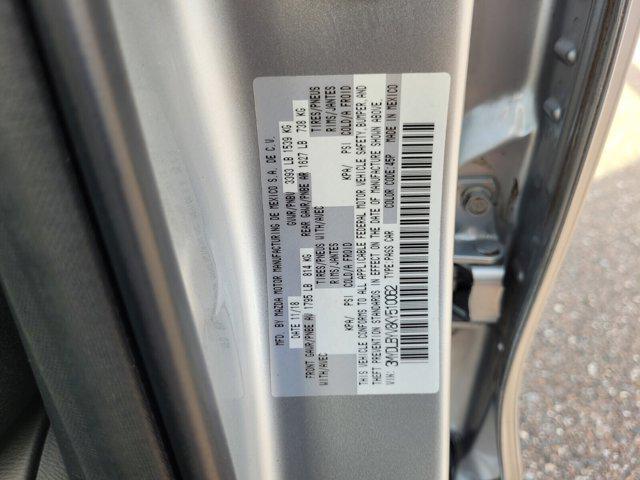 MFD. BY MAZDA MOTOR MANUFACTURING DE MEXICO S.A. DE C.V.
DATE 11/18 GVWR/PNBV 3393 LB 1539 KG
FRONT GAWR/PNBE AV 1795 LB 814 KG REAR GAWR/PNBE AR 1627 LB 738 KG
TIRES/PNEUS WITH/AVEC TIRES/PNEUS
WITH/AVEC RIMS/JANTES RIMS/JANTES
KPA/ PSI COLD/A FROID KPA/ PSI COLD/A FROID
THIS VEHICLE CONFORMS TO ALL APPLICABLE FEDERAL MOTOR VEHICLE SAFETY, BUMPER, AND
THEFT PREVENTION STANDARDS IN EFFECT ON THE DATE OF MANUFACTURE SHOWN ABOVE.
VIN: TYPE: PASS CAR COLOR CODE: 45P MADE IN MEXICO